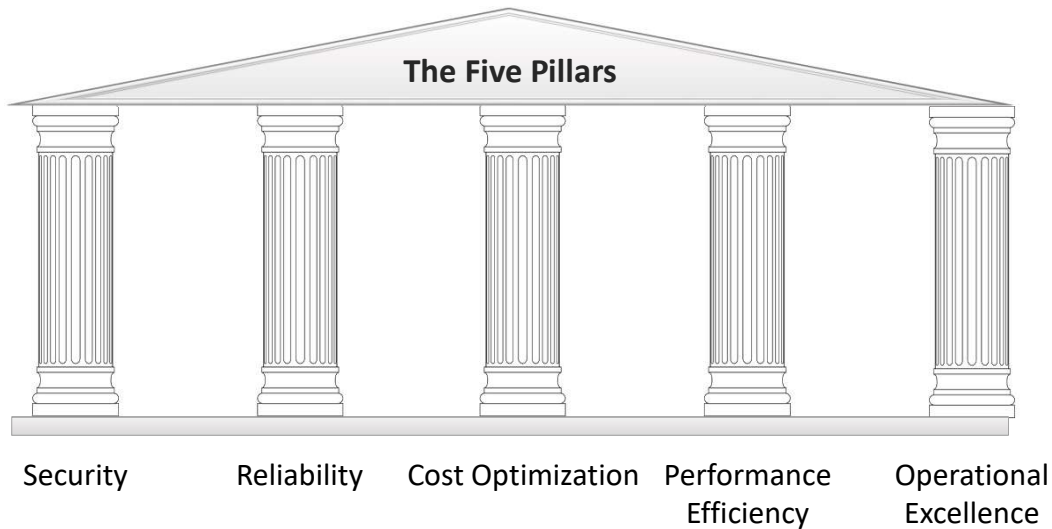 The Five Pillars
Security
Reliability
Cost Optimization
Performance
Efficiency
Operational
Excellence